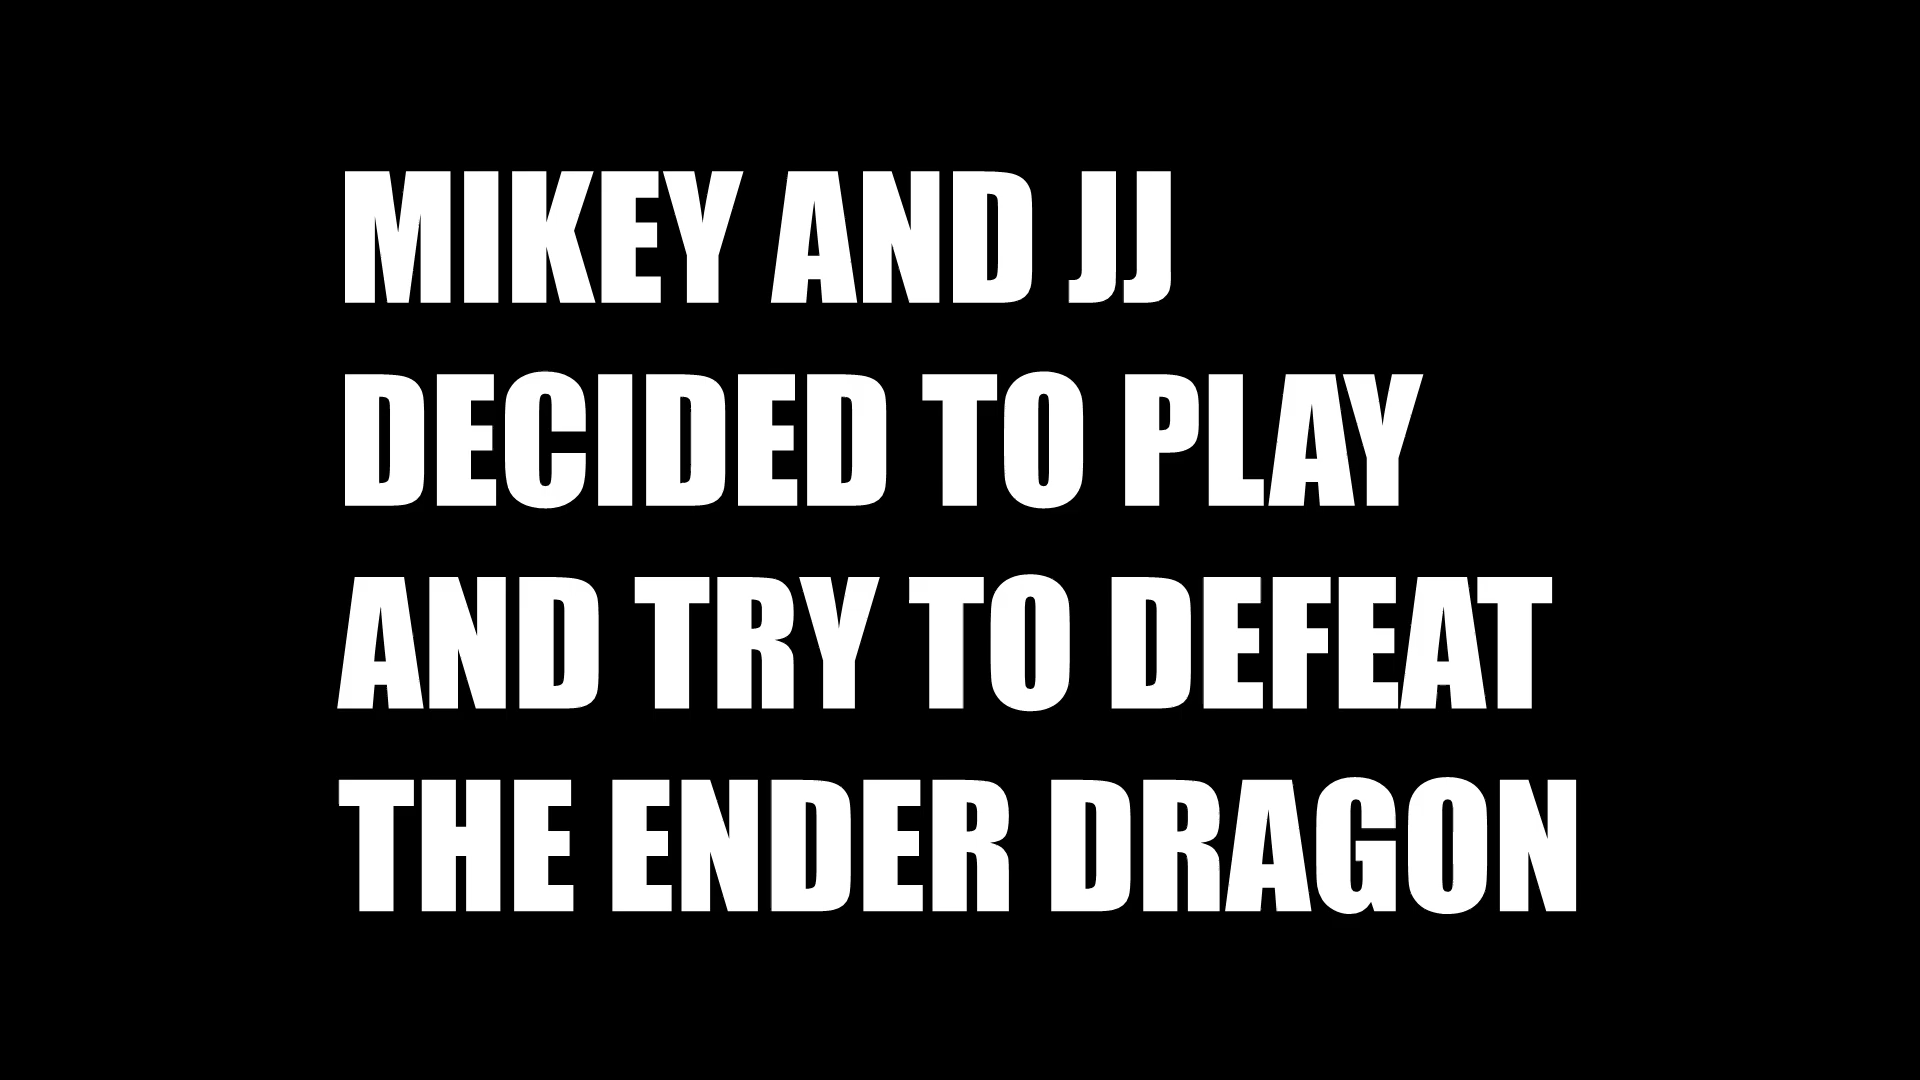 MIKEY AND JJ
DECIDED TO PLAY
AND TRY TO DEFEAT
THE ENDER DRAGON